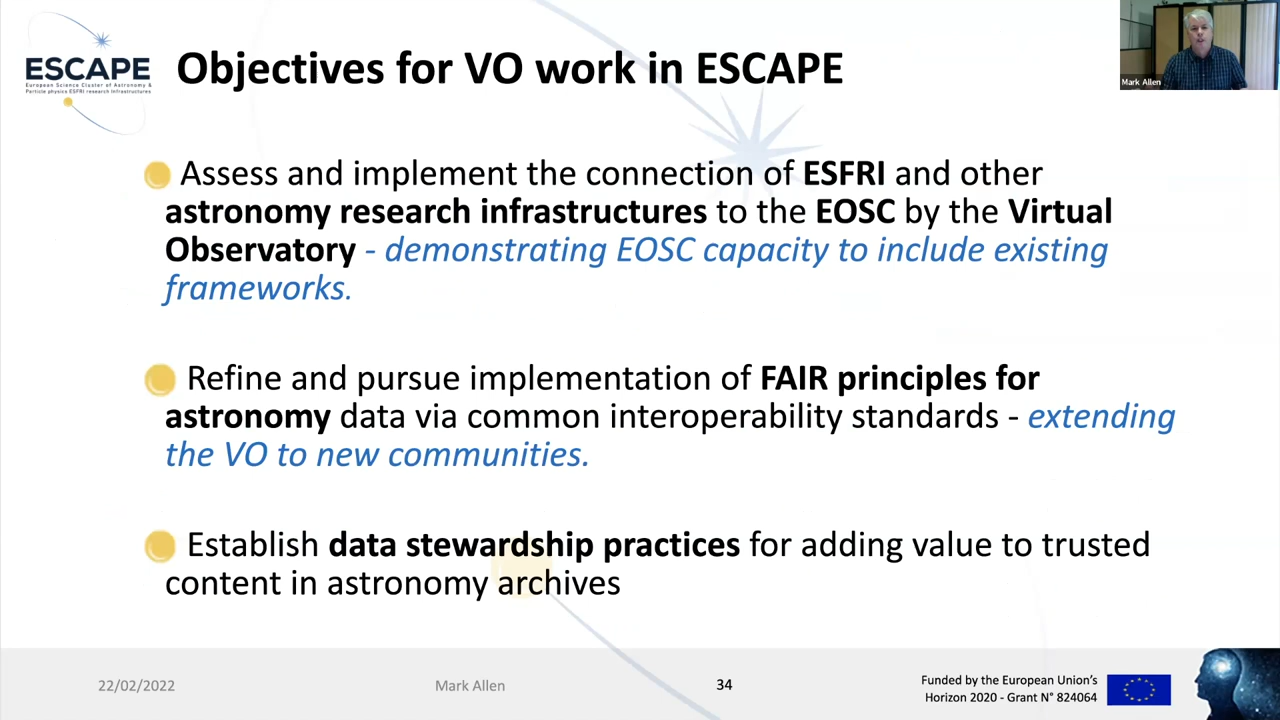 ESCAPE
European Science Cluster of Astronomy &
Particle physics ESFRI research Infrastructures
Objectives for VO work in ESCAPE
Mark Allen
Assess and implement the connection of ESFRI and other
astronomy research infrastructures to the EOSC by the Virtual
Observatory - demonstrating EOSC capacity to include existing
frameworks.
Refine and pursue implementation of FAIR principles for
astronomy data via common interoperability standards - extending
the VO to new communities.
Establish data stewardship practices for adding value to trusted
content in astronomy archives
22/02/2022
Mark Allen
34
Funded by the European Union's
Horizon 2020 - Grant N° 824064